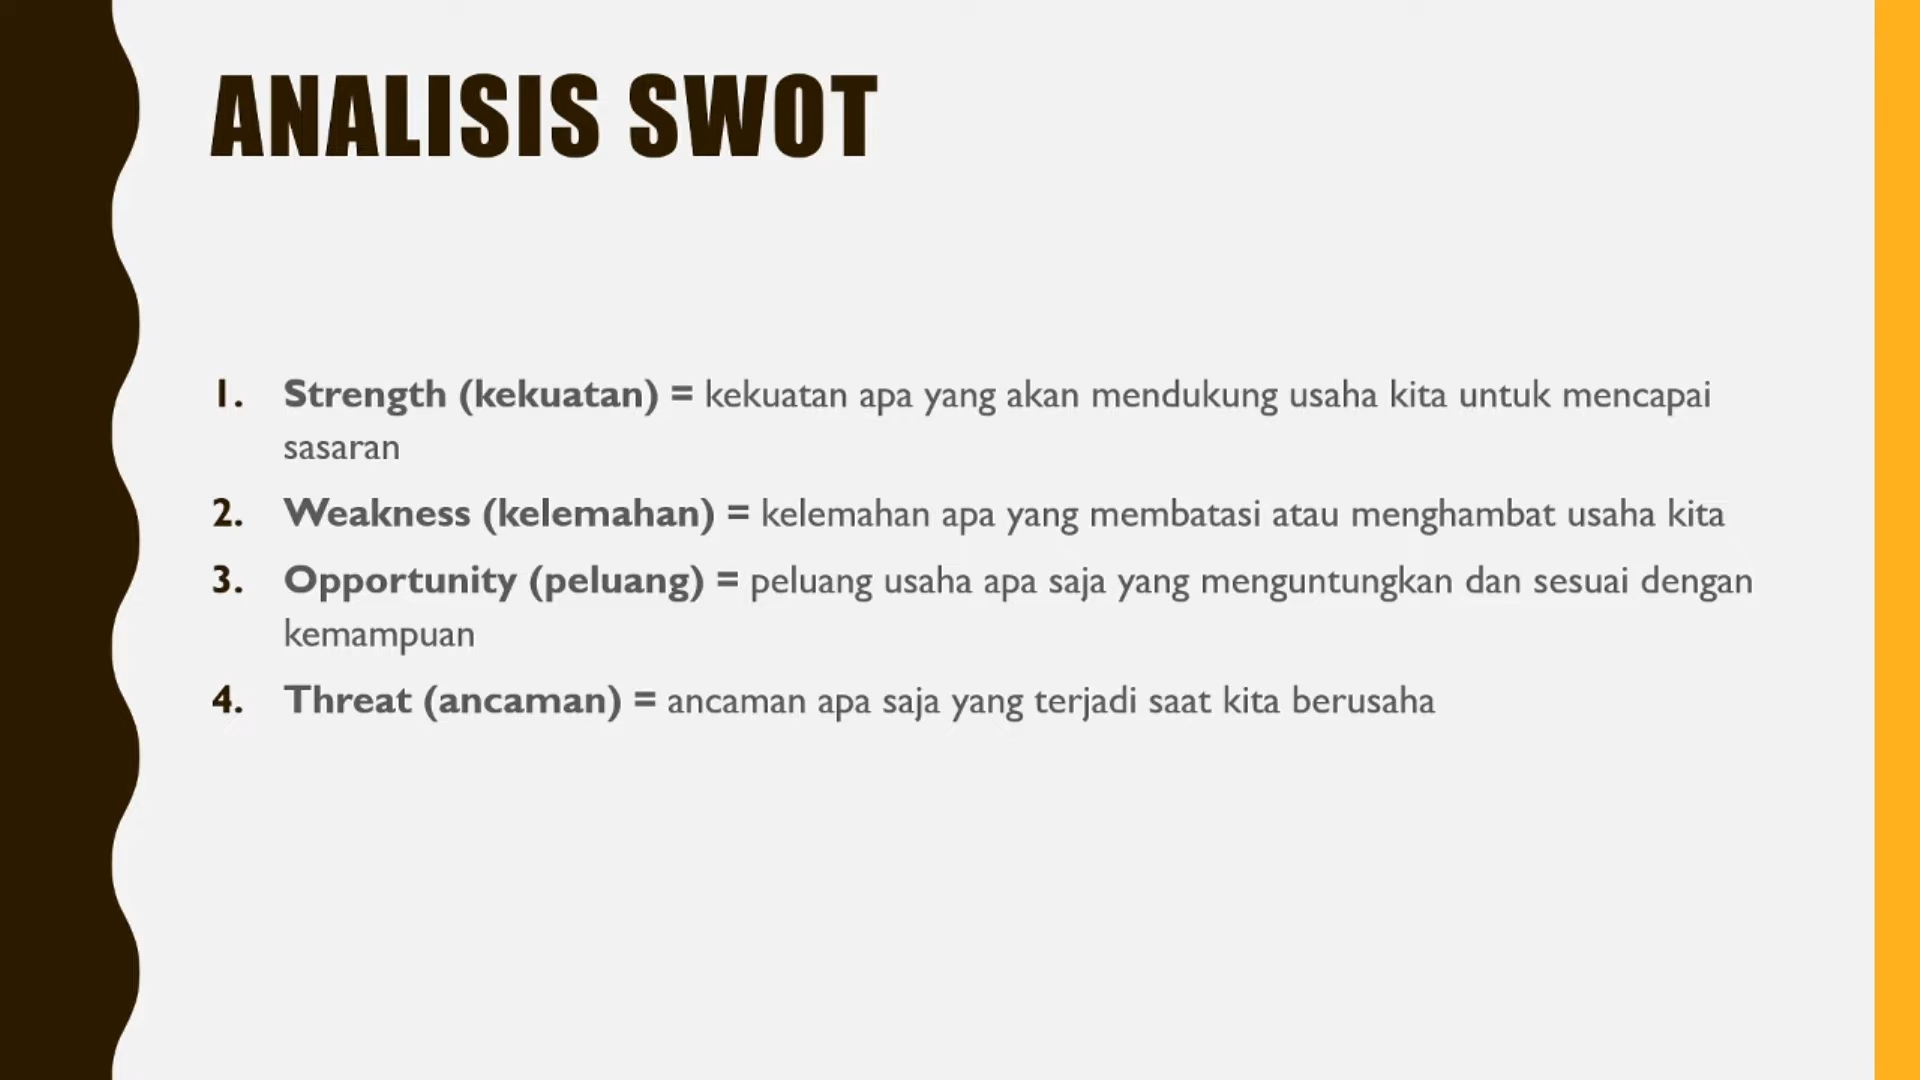 ANALISIS SWOT
1. Strength (kekuatan) = kekuatan apa yang akan mendukung usaha kita untuk mencapai
sasaran
2. Weakness (kelemahan) = kelemahan apa yang membatasi atau menghambat usaha kita
3. Opportunity (peluang) = peluang usaha apa saja yang menguntungkan dan sesuai dengan
kemampuan
4. Threat (ancaman) = ancaman apa saja yang terjadi saat kita berusaha